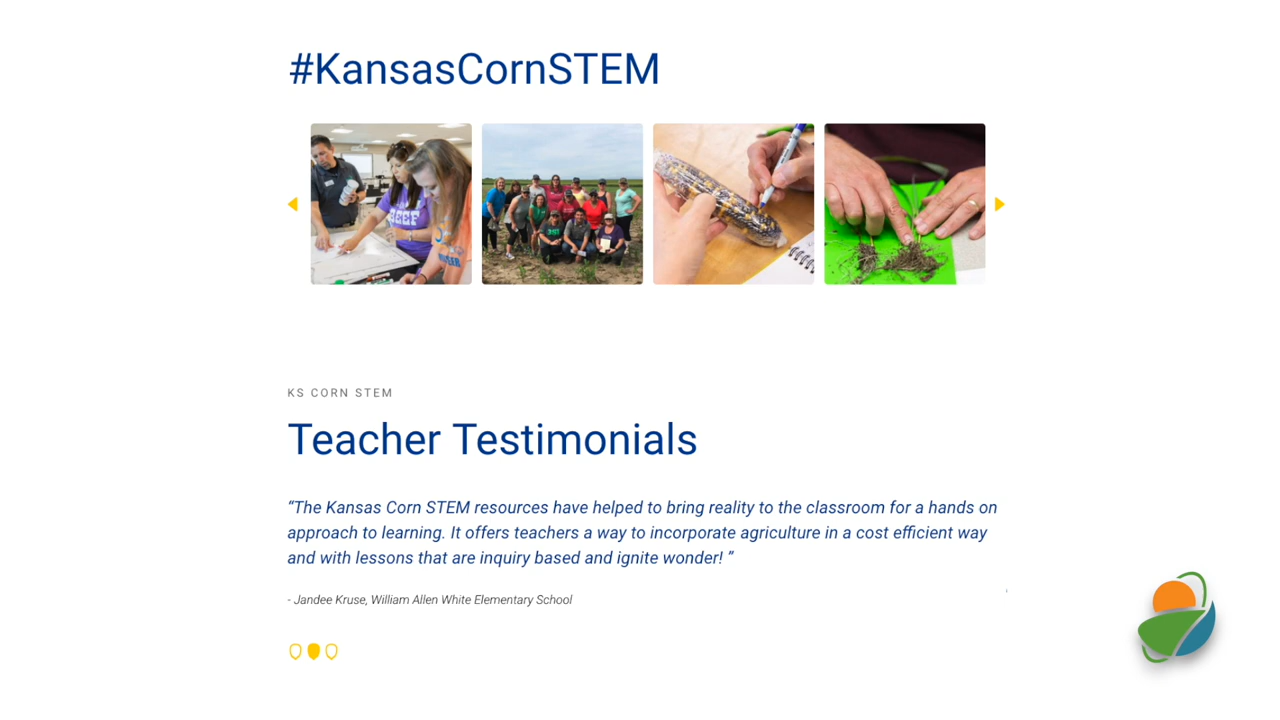 #KansasCornSTEM
BEEF
KS CORN STEM
Teacher Testimonials
“The Kansas Corn STEM resources have helped to bring reality to the classroom for a hands on
approach to learning. It offers teachers a way to incorporate agriculture in a cost efficient way
and with lessons that are inquiry based and ignite wonder! ”
- Jandee Kruse, William Allen White Elementary School